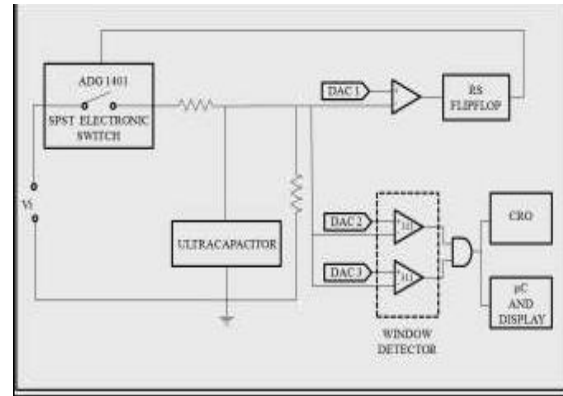 ADG 1401
SPST ELECTRONIC
SWITCH
DAC 1
RS
FLIPFLOP
Vi
ULTRACAPACITOR
DAC 2
DAC 3
WINDOW
DETECTOR
CRO
µC
AND
DISPLAY